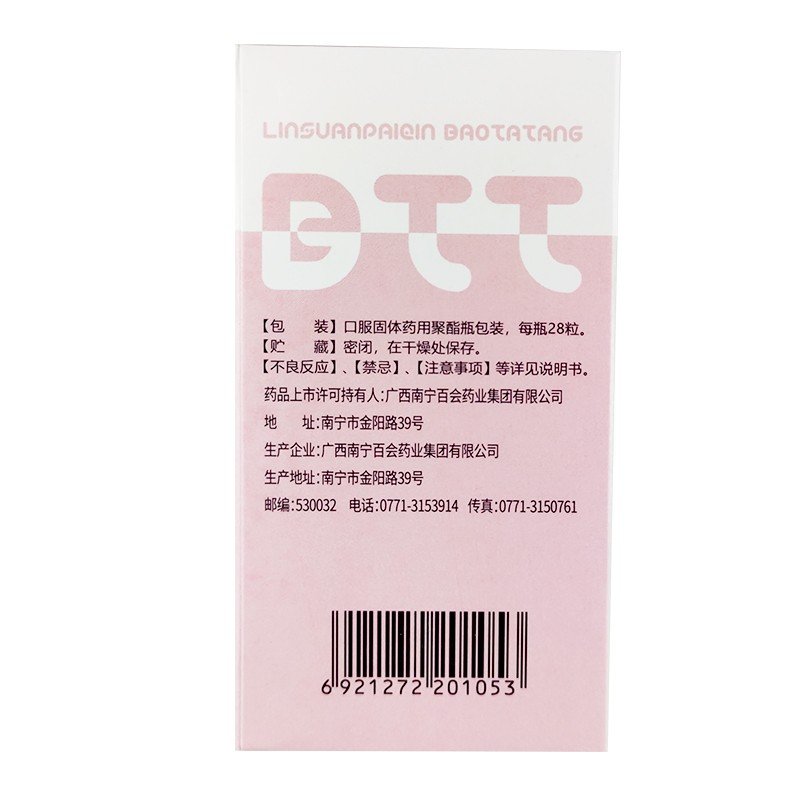 LINSUANPAIQIN BAOTATANG
BTT
【包　　装】口服固体药用聚酯瓶包装，每瓶28粒。
【贮　　藏】密闭，在干燥处保存。
【不良反应】、【禁忌】、【注意事项】等详见说明书。
药品上市许可持有人:广西南宁百会药业集团有限公司
地　　址:南宁市金阳路39号
生产企业:广西南宁百会药业集团有限公司
生产地址:南宁市金阳路39号
邮编:530032 电话:0771-3153914 传真:0771-3150761
6 921272 201053